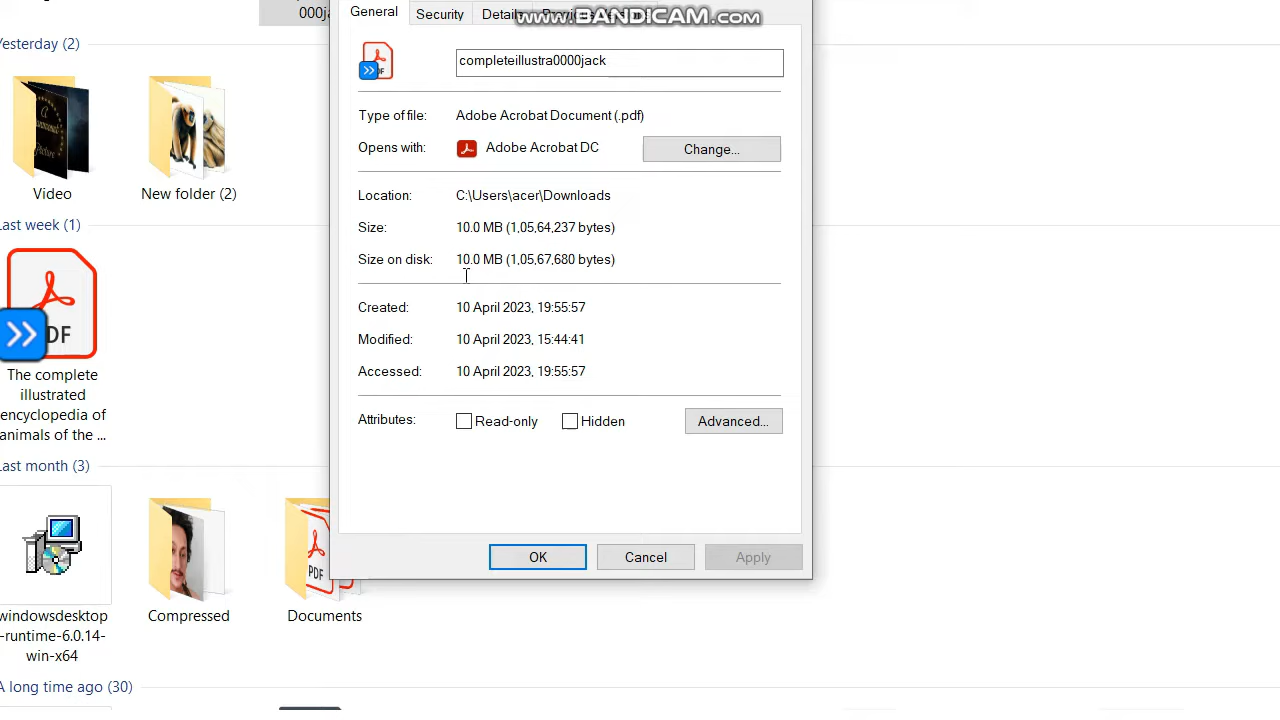 000ja
General
Security
Details
www.BANDICAM.com
Yesterday (2)
completeillustra0000jack
Type of file:
Adobe Acrobat Document (.pdf)
Opens with:
Adobe Acrobat DC
Change...
Video
New folder (2)
Location:
C:\Users\acer\Downloads
Last week (1)
Size:
10.0 MB (1,05,64,237 bytes)
Size on disk:
10.0 MB (1,05,67,680 bytes)
Created:
10 April 2023, 19:55:57
Modified:
10 April 2023, 15:44:41
Accessed:
10 April 2023, 19:55:57
PDF
The complete
illustrated
encyclopedia of
animals of the ...
Attributes:
Read-only
Hidden
Advanced...
Last month (3)
OK
Cancel
Apply
PDF
windowsdesktop
-runtime-6.0.14-
win-x64
Compressed
Documents
A long time ago (30)